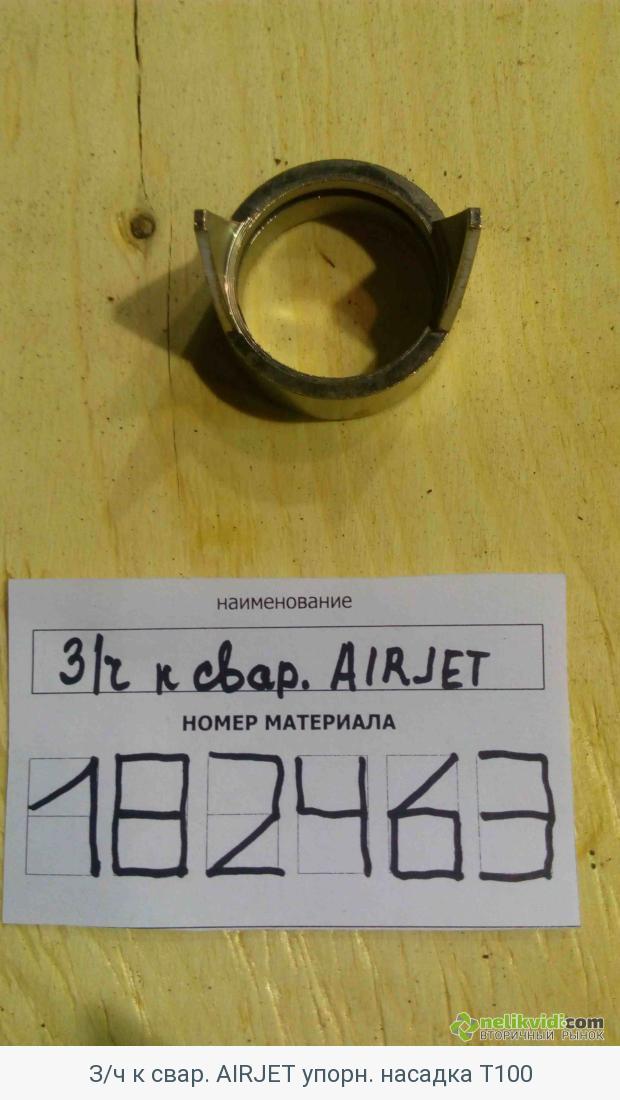 наименование
З/ч к свар. AIRJET
НОМЕР МАТЕРИАЛА
182463
nelikvidi.com
ВТОРИЧНЫЙ РЫНОК
З/ч к свар. AIRJET упорн. насадка Т100